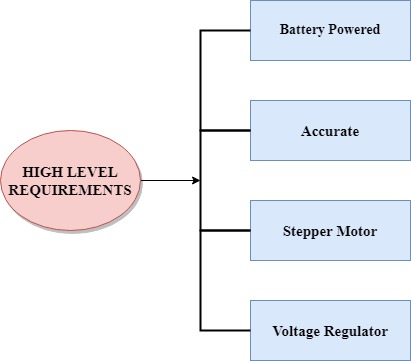 Battery Powered
Accurate
HIGH LEVEL
REQUIREMENTS
Stepper Motor
Voltage Regulator